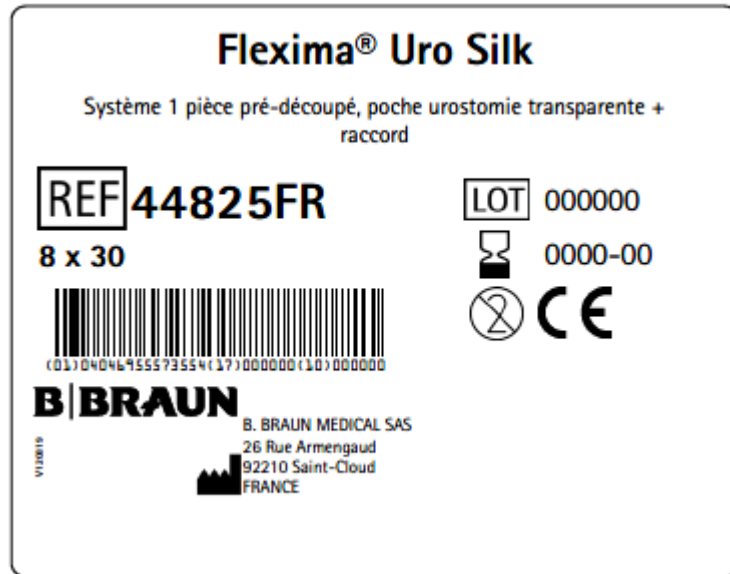 Flexima® Uro Silk
Système 1 pièce pré-découpé, poche urostomie transparente +
raccord
REF 44825FR
8 x 30
LOT 000000
0000-00
2
CE
(01)04046955573554(17)000000(10)000000
B|BRAUN
B. BRAUN MEDICAL SAS
26 Rue Armengaud
92210 Saint-Cloud
FRANCE
V120819